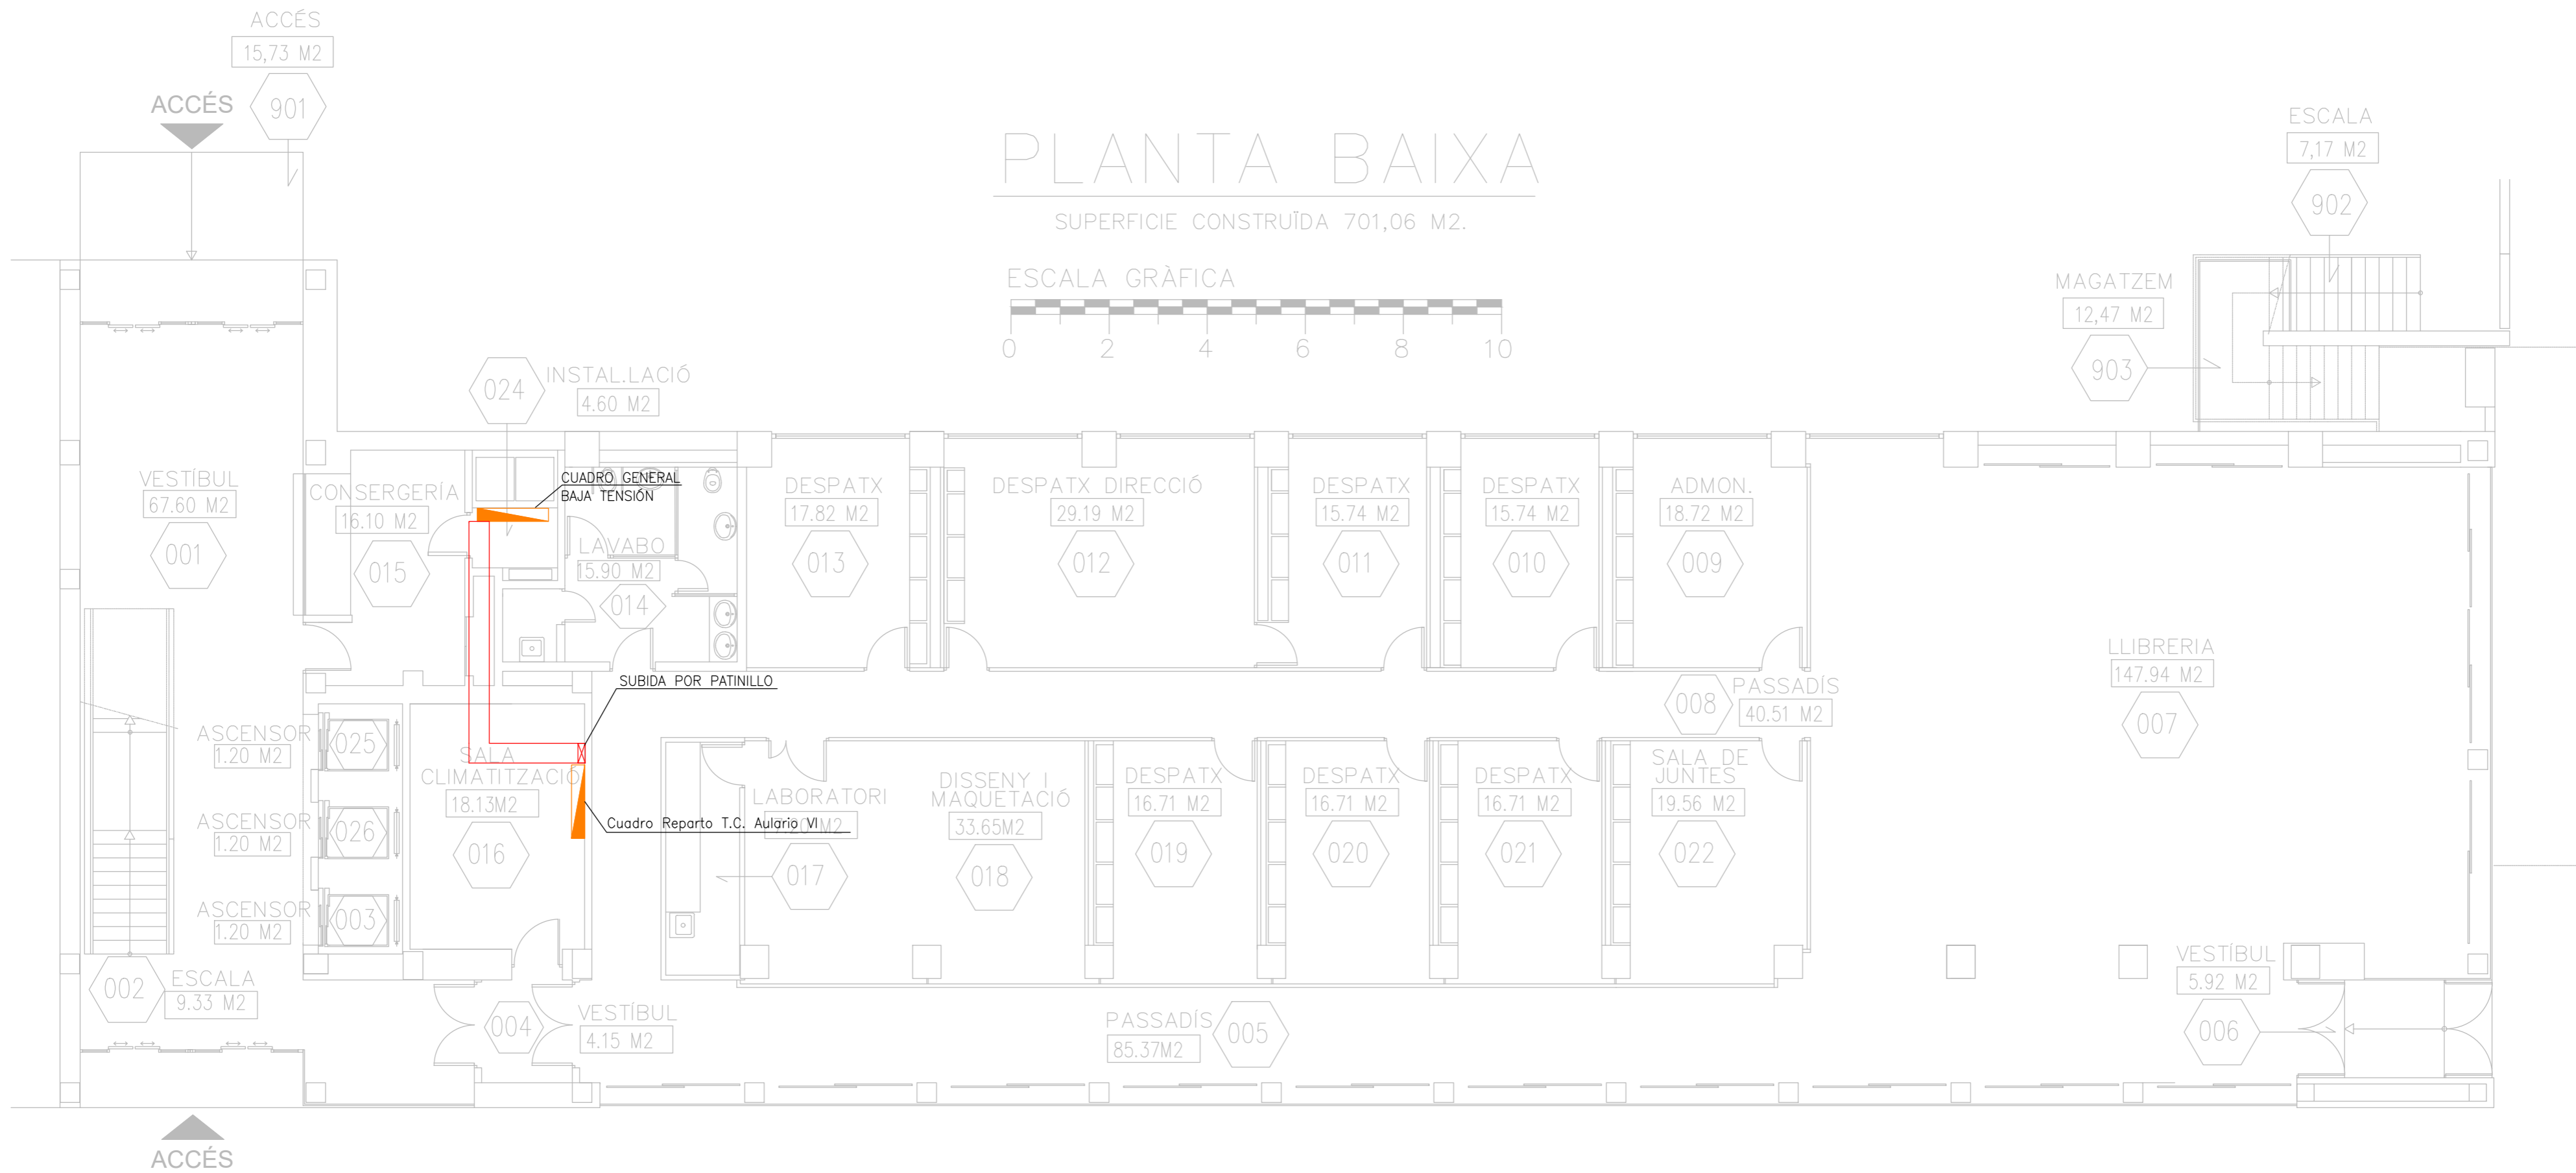 ACCÉS
15,73 M2
901
ACCÉS
PLANTA BAIXA
SUPERFICIE CONSTRUÏDA 701,06 M2.
ESCALA GRÀFICA
0 2 4 6 8 10
ESCALA
7,17 M2
902
MAGATZEM
12,47 M2
903
024
INSTAL.LACIÓ
4.60 M2
VESTÍBUL
67.60 M2
001
CONSERGERÍA
16.10 M2
015
CUADRO GENERAL
BAJA TENSIÓN
LAVABO
15.90 M2
014
DESPATX
17.82 M2
013
DESPATX DIRECCIÓ
29.19 M2
012
DESPATX
15.74 M2
011
DESPATX
15.74 M2
010
ADMON.
18.72 M2
009
LLIBRERIA
147.94 M2
007
SUBIDA POR PATINILLO
008
PASSADÍS
40.51 M2
ASCENSOR
1.20 M2
025
ASCENSOR
1.20 M2
026
ASCENSOR
1.20 M2
003
SALA
CLIMATITZACIÓ
18.13M2
016
Cuadro Reparto T.C. Aulario VI
LABORATORI
017
DISSENY I
MAQUETACIÓ
33.65M2
018
DESPATX
16.71 M2
019
DESPATX
16.71 M2
020
DESPATX
16.71 M2
021
SALA DE
JUNTES
19.56 M2
022
002
ESCALA
9.33 M2
004
VESTÍBUL
4.15 M2
PASSADÍS
85.37M2
005
VESTÍBUL
5.92 M2
006
ACCÉS